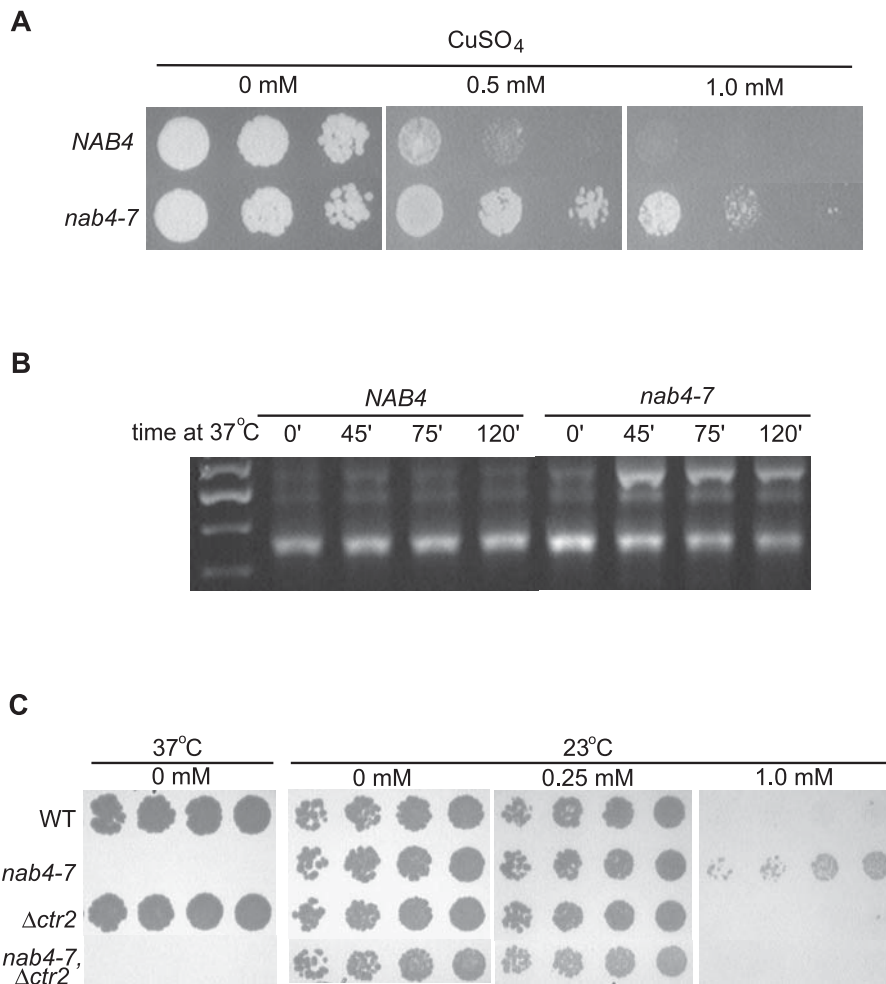 A
CuSO₄
0 mM 0.5 mM 1.0 mM
NAB4
nab4-7
B
NAB4 nab4-7
time at 37°C 0' 45' 75' 120' 0' 45' 75' 120'
C
37°C 23°C
0 mM 0 mM 0.25 mM 1.0 mM
WT
nab4-7
Δctr2
nab4-7,
Δctr2